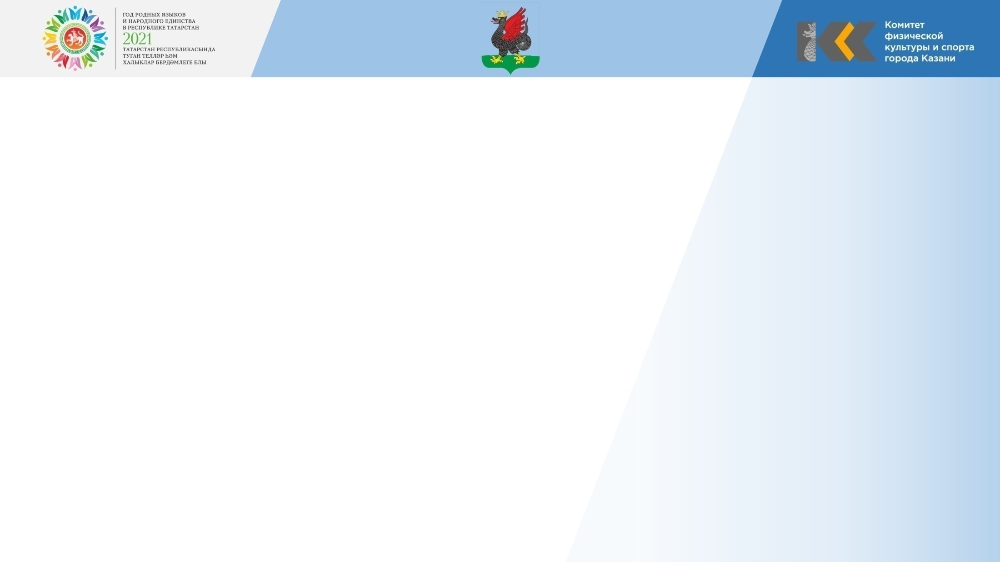 ГОД РОДНЫХ ЯЗЫКОВ
И НАРОДНОГО ЕДИНСТВА
В РЕСПУБЛИКЕ ТАТАРСТАН
2021
ТАТАРСТАН РЕСПУБЛИКАСЫНДА
ТУГАН ТЕЛЛӘР ҺӘМ
ХАЛЫКЛАР БЕРДӘМЛЕГЕ ЕЛЫ
Комитет
физической
культуры и спорта
города Казани